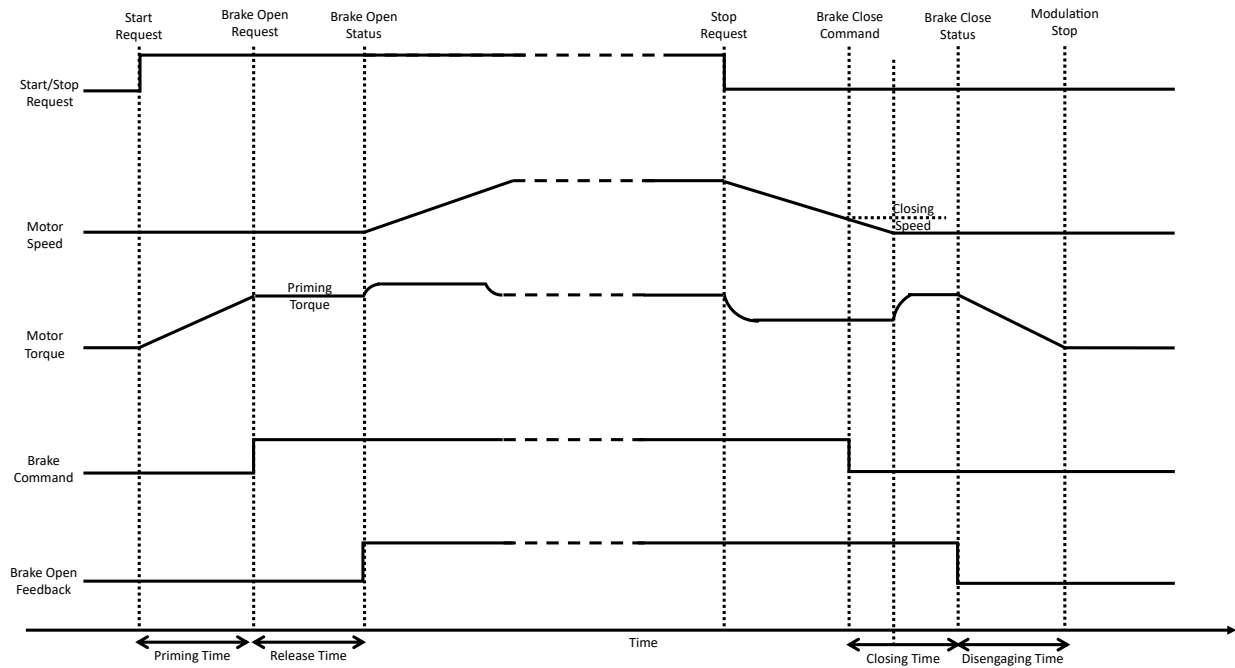 Start
Request
Brake Open
Request
Brake Open
Status
Stop
Request
Brake Close
Command
Brake Close
Status
Modulation
Stop
Start/Stop
Request
Motor
Speed
Closing
Speed
Motor
Torque
Priming
Torque
Brake
Command
Brake Open
Feedback
Priming Time
Release Time
Time
Closing Time
Disengaging Time